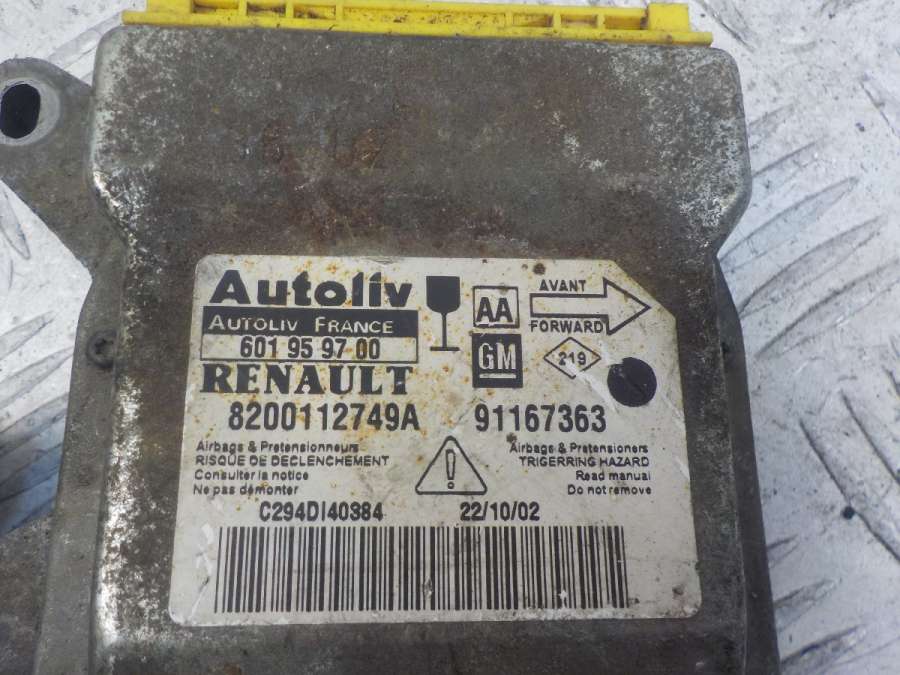 Autoliv
AUTOLIV FRANCE
601 95 97 00
RENAULT
8200112749A
AA
GM
AVANT
FORWARD
219
91167363
Airbags & Pretensionneurs
RISQUE DE DECLENCHEMENT
Consulter la notice
Ne pas démonter
Airbags & Pretensioners
TRIGERRING HAZARD
Read manual
Do not remove
C294DI40384 22/10/02